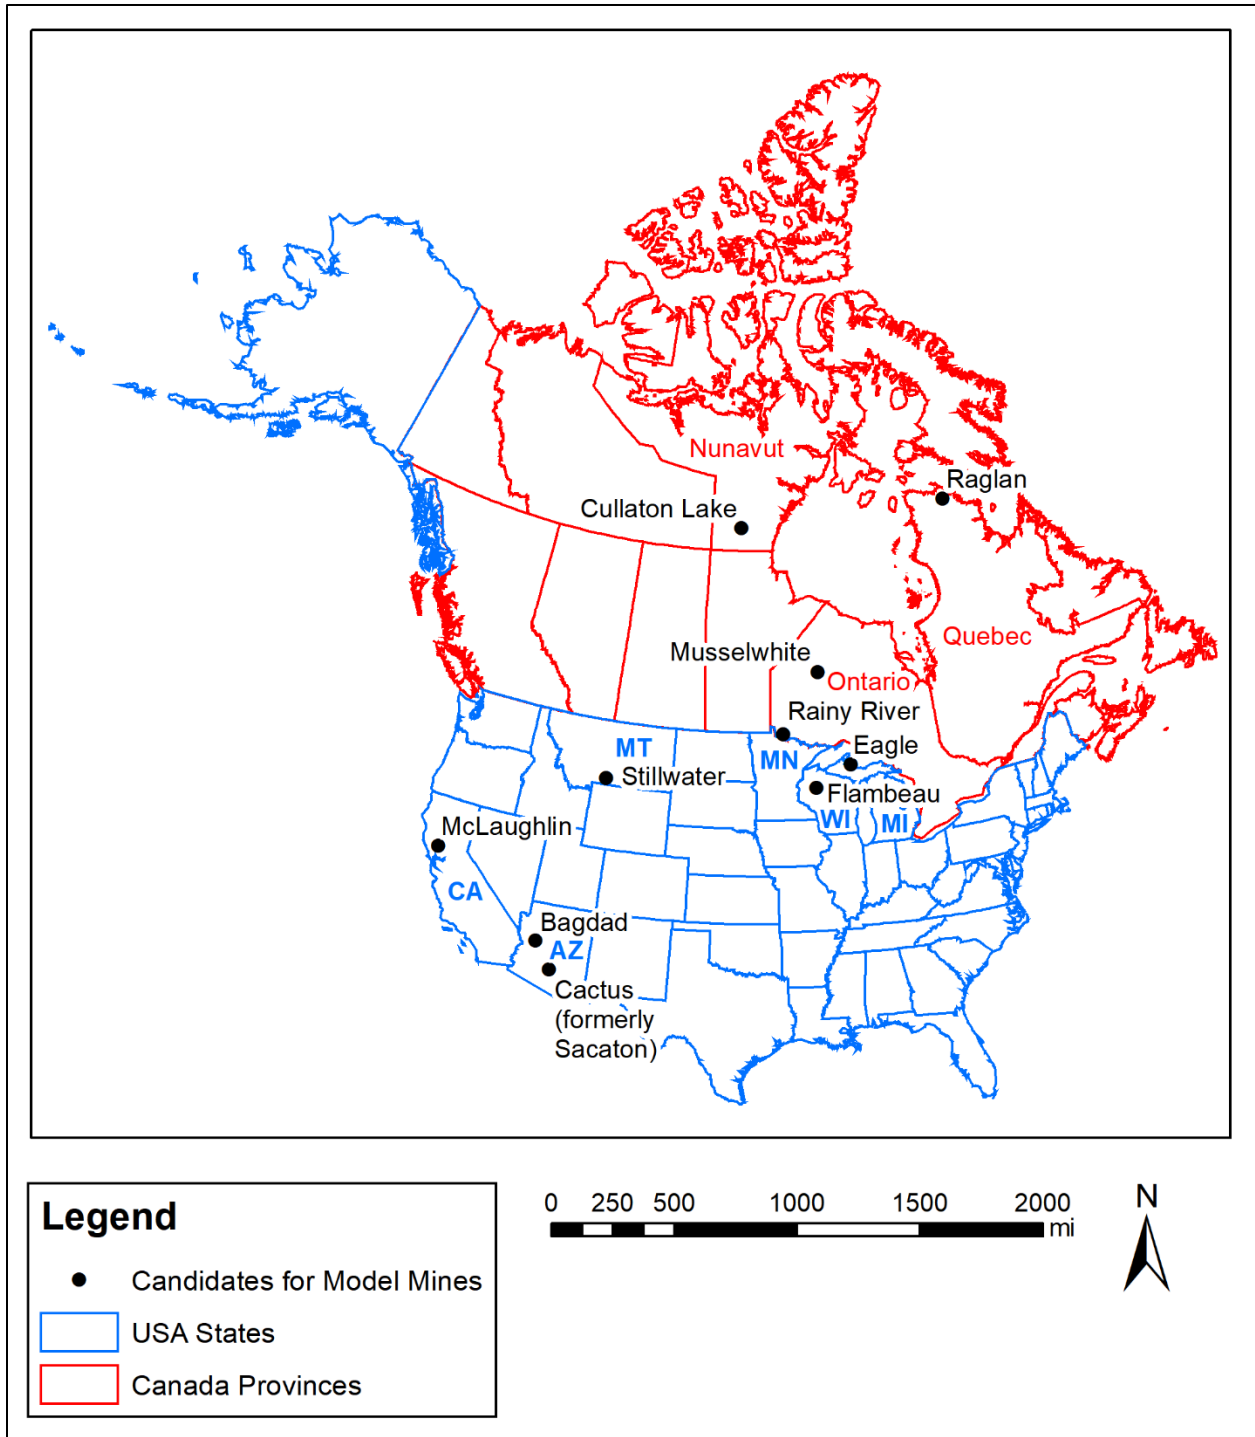 Nunavut
Raglan
Cullaton Lake
Quebec
Musselwhite
Ontario
Rainy River
MT
MN
Eagle
Stillwater
Flambeau
WI
MI
McLaughlin
CA
Bagdad
AZ
Cactus
(formerly
Sacaton)
Legend
Candidates for Model Mines
USA States
Canada Provinces
0 250 500 1000 1500 2000
mi
N